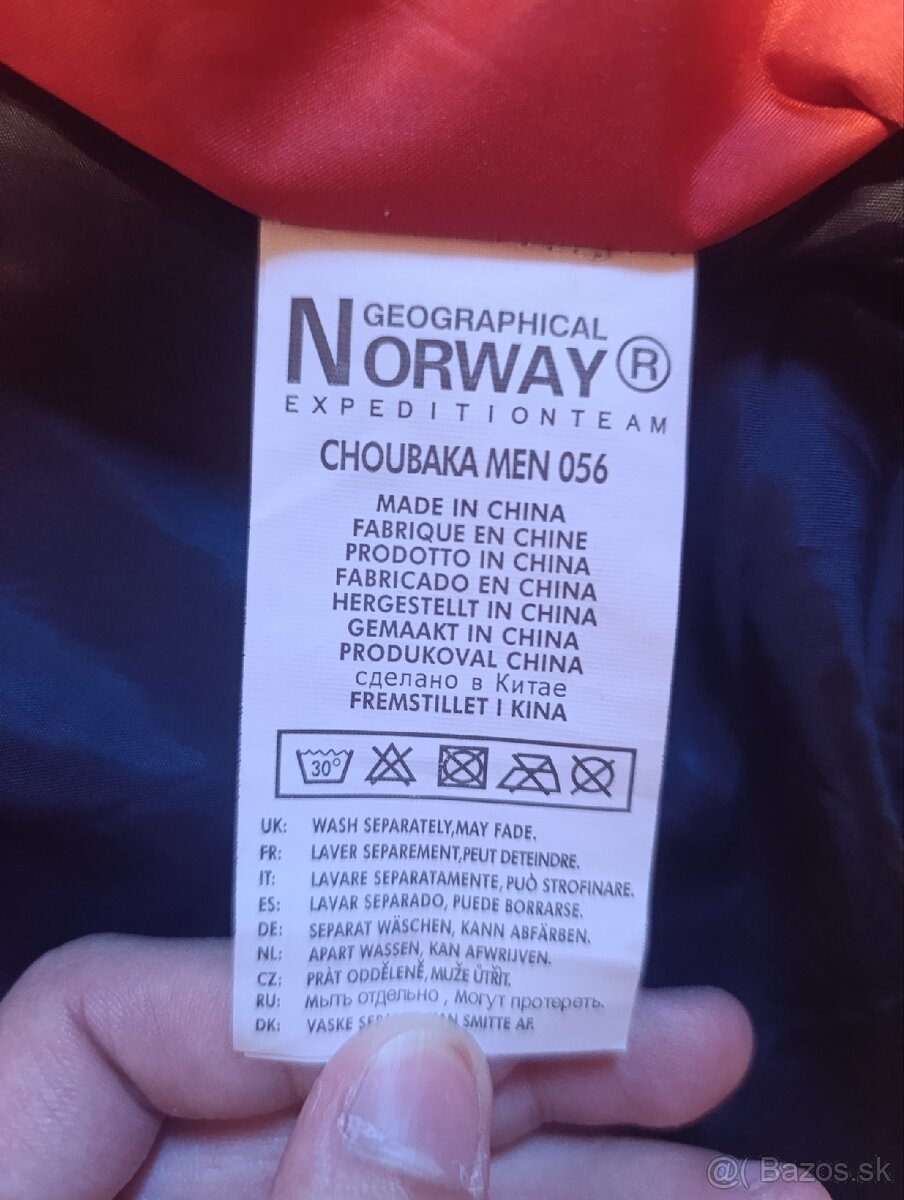 GEOGRAPHICAL
NORWAY®
EXPEDITIONTEAM
CHOUBAKA MEN 056
MADE IN CHINA
FABRIQUE EN CHINE
PRODOTTO IN CHINA
FABRICADO EN CHINA
HERGESTELLT IN CHINA
GEMAAKT IN CHINA
PRODUKOVAL CHINA
сделано в Китае
FREMSTILLET I KINA
30°
UK: WASH SEPARATELY,MAY FADE.
FR: LAVER SEPAREMENT,PEUT DETEINDRE.
IT: LAVARE SEPARATAMENTE, PUÒ STROFINARE.
ES: LAVAR SEPARADO, PUEDE BORRARSE.
DE: SEPARAT WÄSCHEN, KANN ABFÄRBEN.
NL: APART WASSEN, KAN AFWRIJVEN.
CZ: PRÀT ODDĚLENĚ, MUŽE ŮTŘÍT.
RU: Мыть отдельно , могут протереть.
DK: VASKE SMITTE AF.
@( Bazos.sk